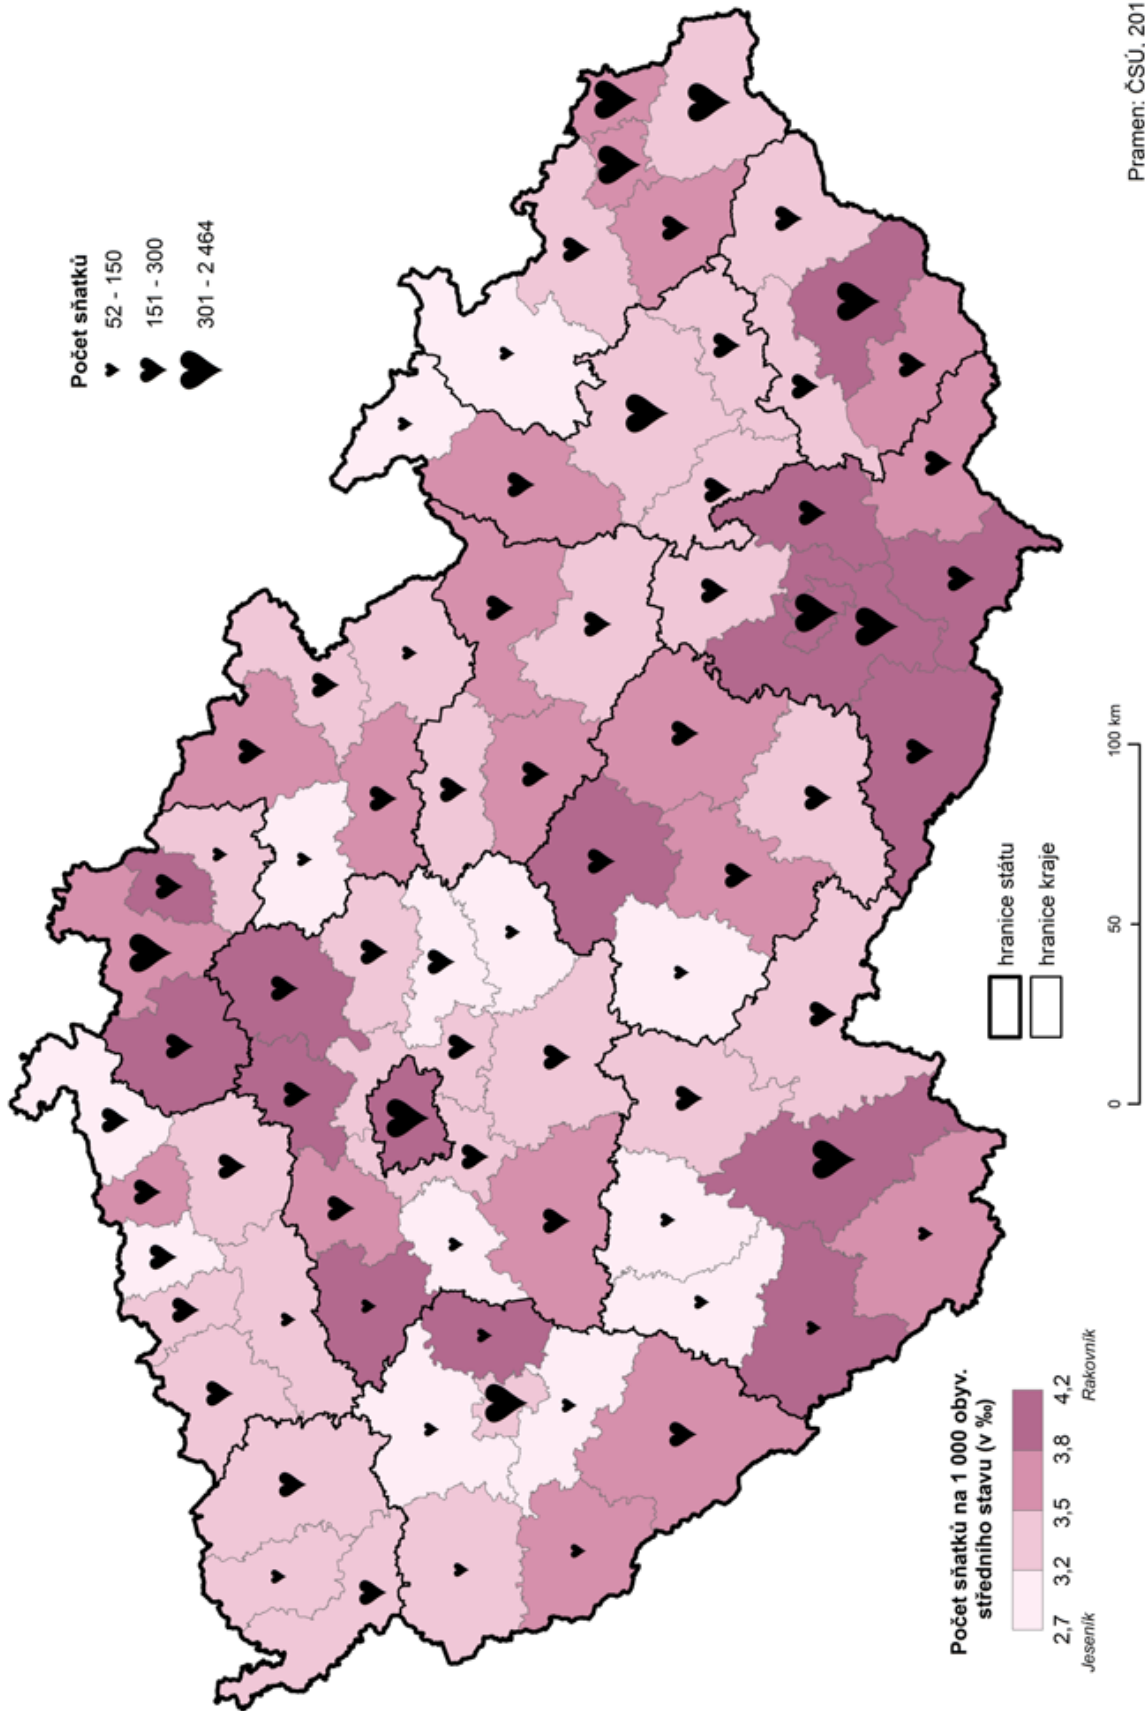 Počet sňatků
52 - 150
151 - 300
301 - 2 464
Počet sňatků na 1 000 obyv.
středního stavu (v ‰)
2,7 3,2 3,5 3,8 4,2
Jeseník Rakovník
hranice státu
hranice kraje
0 50 100 km
Pramen: ČSÚ, 201